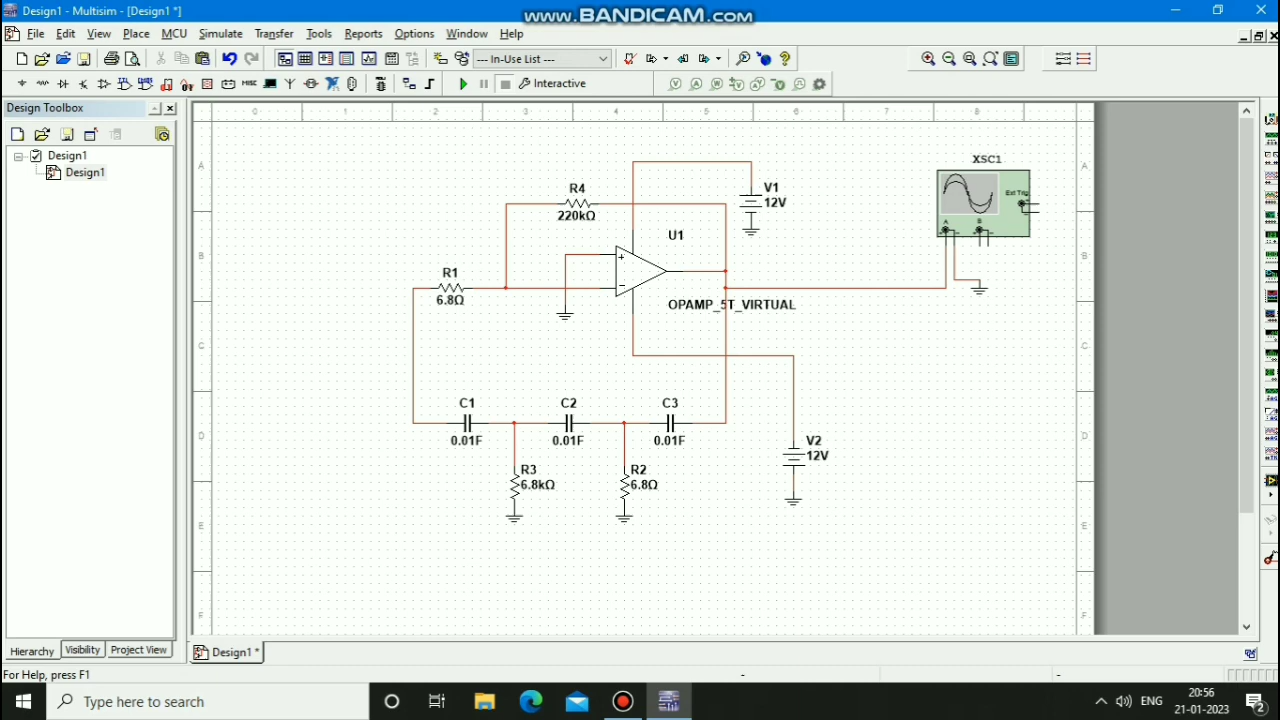 Design1 - Multisim - [Design1 *]
www.BANDICAM.com
File Edit View Place MCU Simulate Transfer Tools Reports Options Window Help
--- In-Use List ---
MISC
Interactive
Design Toolbox
Design1
Design1
0 1 2 3 4 5 6 7 8
A
B
C
D
E
F
A
B
C
D
E
F
R4
220kΩ
V1
12V
U1
OPAMP_5T_VIRTUAL
R1
6.8Ω
XSC1
Ext Trig
A
B
C1
0.01F
C2
0.01F
C3
0.01F
R3
6.8kΩ
R2
6.8Ω
V2
12V
Hierarchy Visibility Project View
Design1 *
For Help, press F1
-
-
Type here to search
ENG
20:56
21-01-2023
2